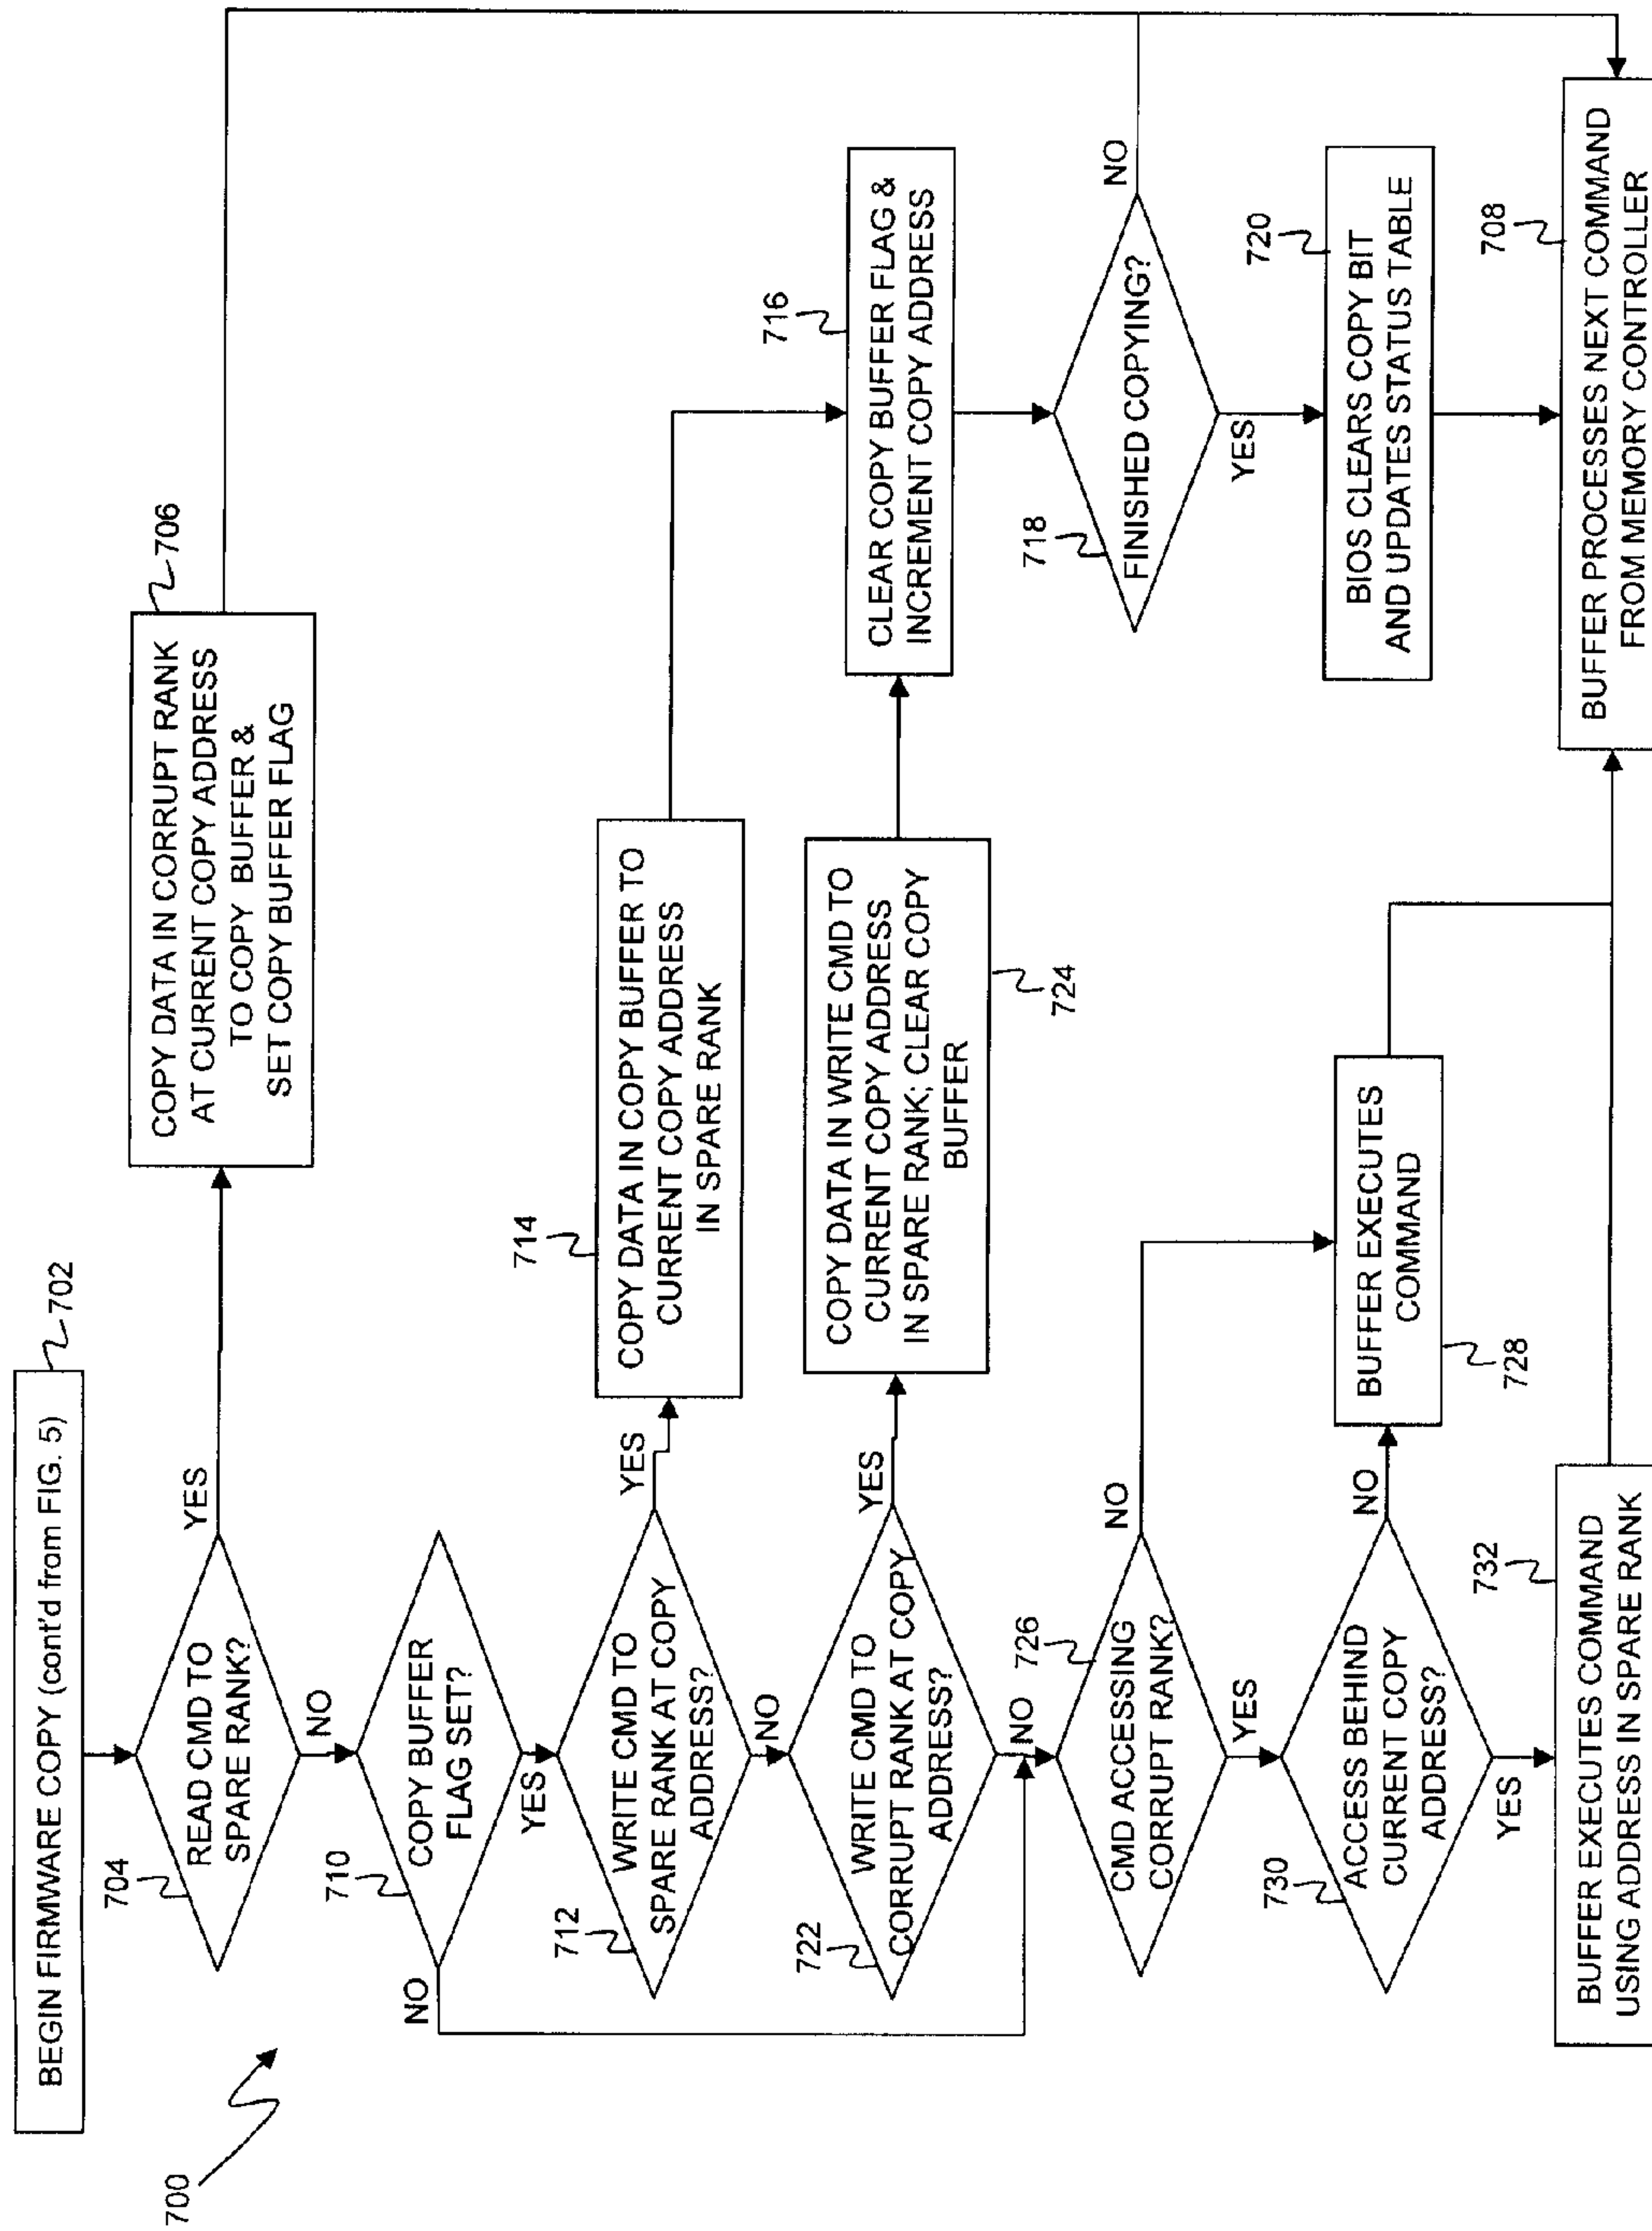 700
BEGIN FIRMWARE COPY (cont'd from FIG. 5)
702
704
READ CMD TO
SPARE RANK?
YES
NO
COPY DATA IN CORRUPT RANK
AT CURRENT COPY ADDRESS
TO COPY BUFFER &
SET COPY BUFFER FLAG
706
710
COPY BUFFER
FLAG SET?
NO
YES
712
WRITE CMD TO
SPARE RANK AT COPY
ADDRESS?
YES
NO
714
COPY DATA IN COPY BUFFER TO
CURRENT COPY ADDRESS
IN SPARE RANK
722
WRITE CMD TO
CORRUPT RANK AT COPY
ADDRESS?
YES
NO
COPY DATA IN WRITE CMD TO
CURRENT COPY ADDRESS
IN SPARE RANK; CLEAR COPY
BUFFER
724
716
CLEAR COPY BUFFER FLAG &
INCREMENT COPY ADDRESS
718
FINISHED COPYING?
NO
YES
720
BIOS CLEARS COPY BIT
AND UPDATES STATUS TABLE
726
CMD ACCESSING
CORRUPT RANK?
NO
YES
BUFFER EXECUTES
COMMAND
728
730
ACCESS BEHIND
CURRENT COPY
ADDRESS?
NO
YES
732
BUFFER EXECUTES COMMAND
USING ADDRESS IN SPARE RANK
708
BUFFER PROCESSES NEXT COMMAND
FROM MEMORY CONTROLLER